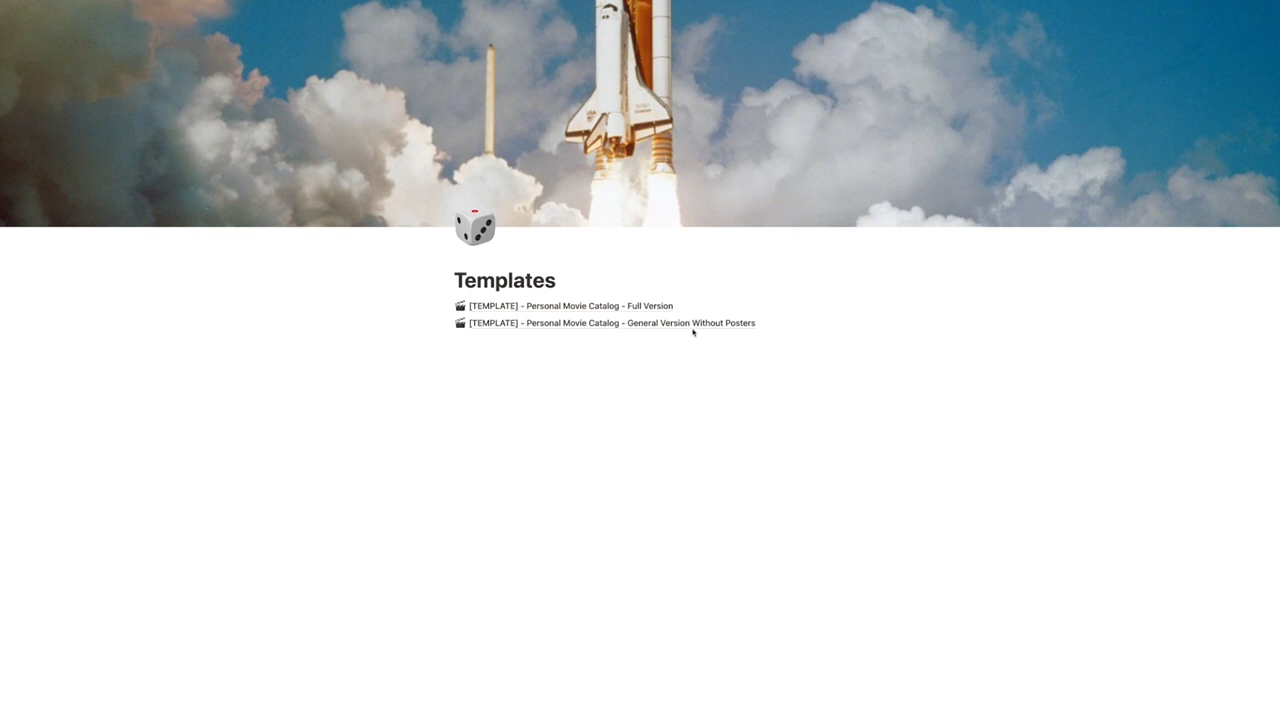 Templates
[TEMPLATE] - Personal Movie Catalog - Full Version
[TEMPLATE] - Personal Movie Catalog - General Version Without Posters